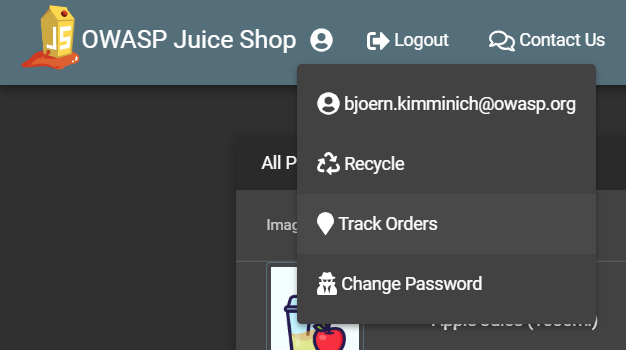 JS OWASP Juice Shop Logout Contact Us
bjoern.kimminich@owasp.org
All P
Recycle
Imag
Track Orders
Change Password
Apple Juice (1000ml)